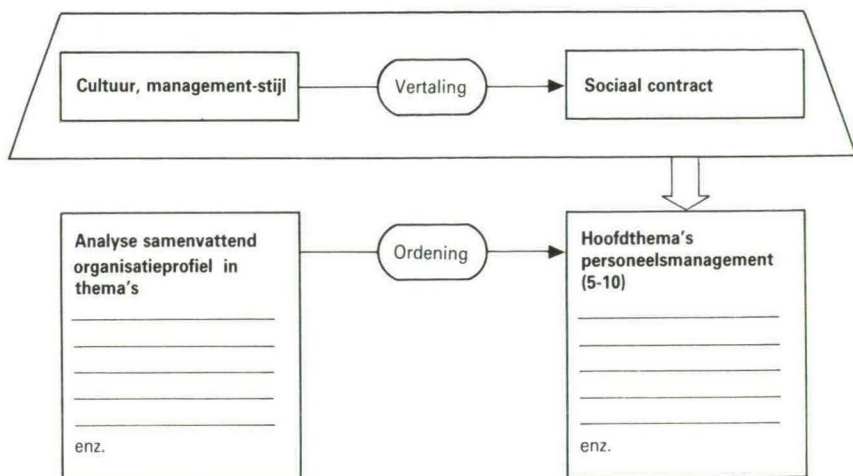 Cultuur, management-stijl
Vertaling
Sociaal contract
Analyse samenvattend
organisatieprofiel in
thema's
enz.
Ordening
Hoofdthema's
personeelsmanagement
(5-10)
enz.